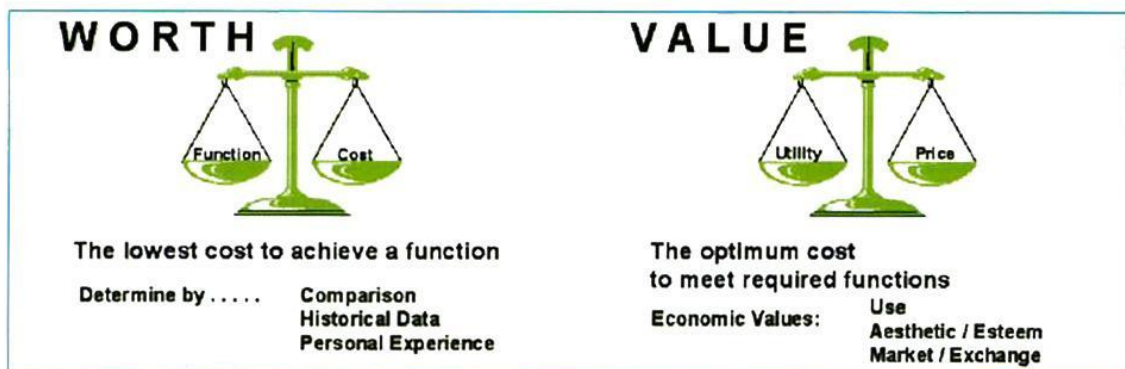 WORTH
Function
Cost
The lowest cost to achieve a function
Determine by . . . . .
Comparison
Historical Data
Personal Experience
VALUE
Utility
Price
The optimum cost
to meet required functions
Economic Values:
Use
Aesthetic / Esteem
Market / Exchange